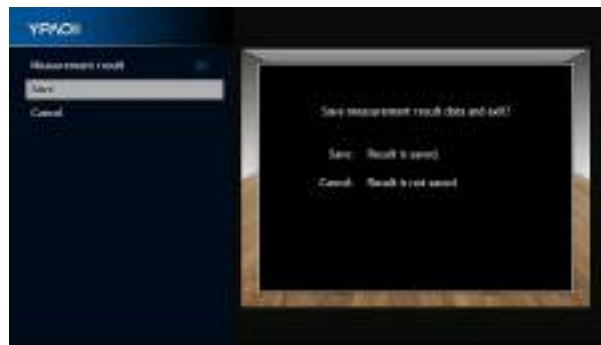 YPAO
Measurement result
Save
Cancel
Save measurement result data and exit?
Save: Result is saved.
Cancel: Result is not saved.